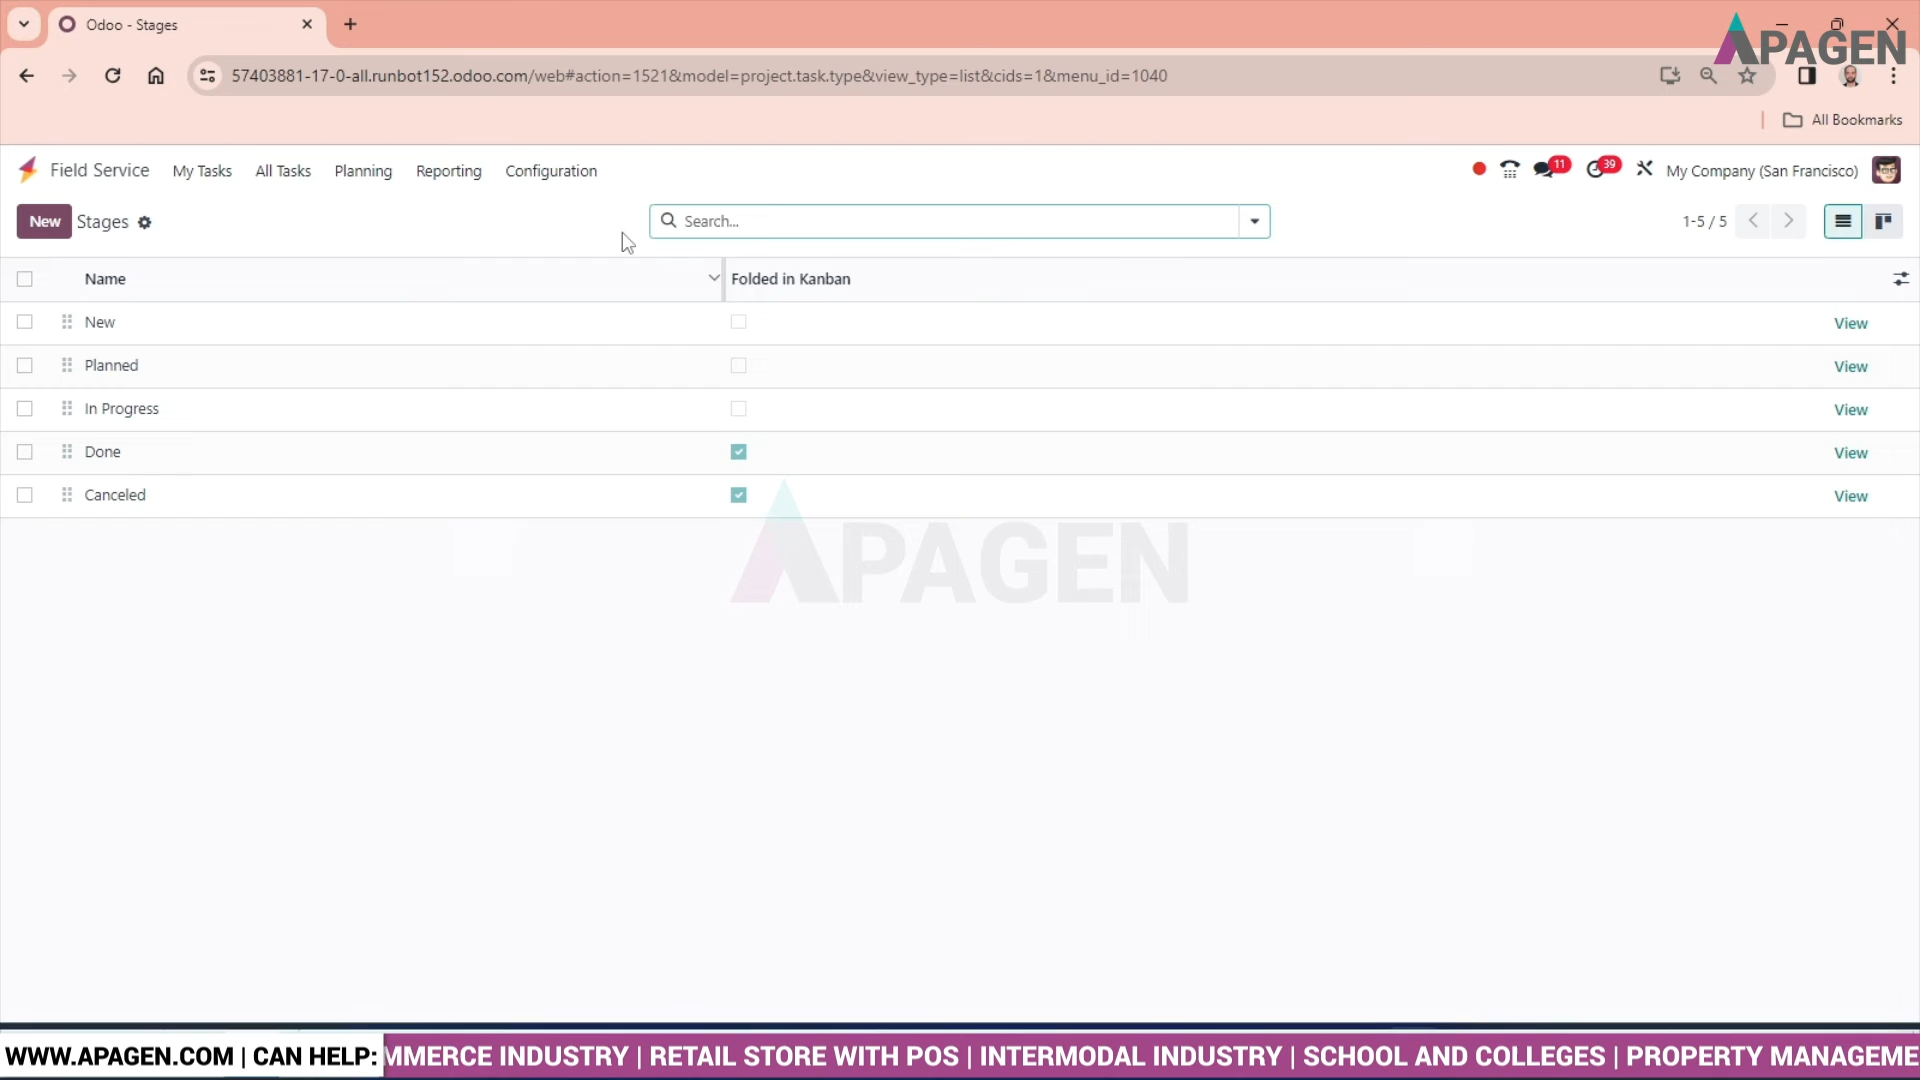 Odoo - Stages
APAGEN
57403881-17-0-all.runbot152.odoo.com/web#action=1521&model=project.task.type&view_type=list&cids=1&menu_id=1040
All Bookmarks
Field Service My Tasks All Tasks Planning Reporting Configuration 11 39 My Company (San Francisco)
New Stages Search... 1-5 / 5
Name Folded in Kanban
New View
Planned View
In Progress View
Done View
Canceled View
APAGEN
WWW.APAGEN.COM | CAN HELP: MMERCE INDUSTRY | RETAIL STORE WITH POS | INTERMODAL INDUSTRY | SCHOOL AND COLLEGES | PROPERTY MANAGEME